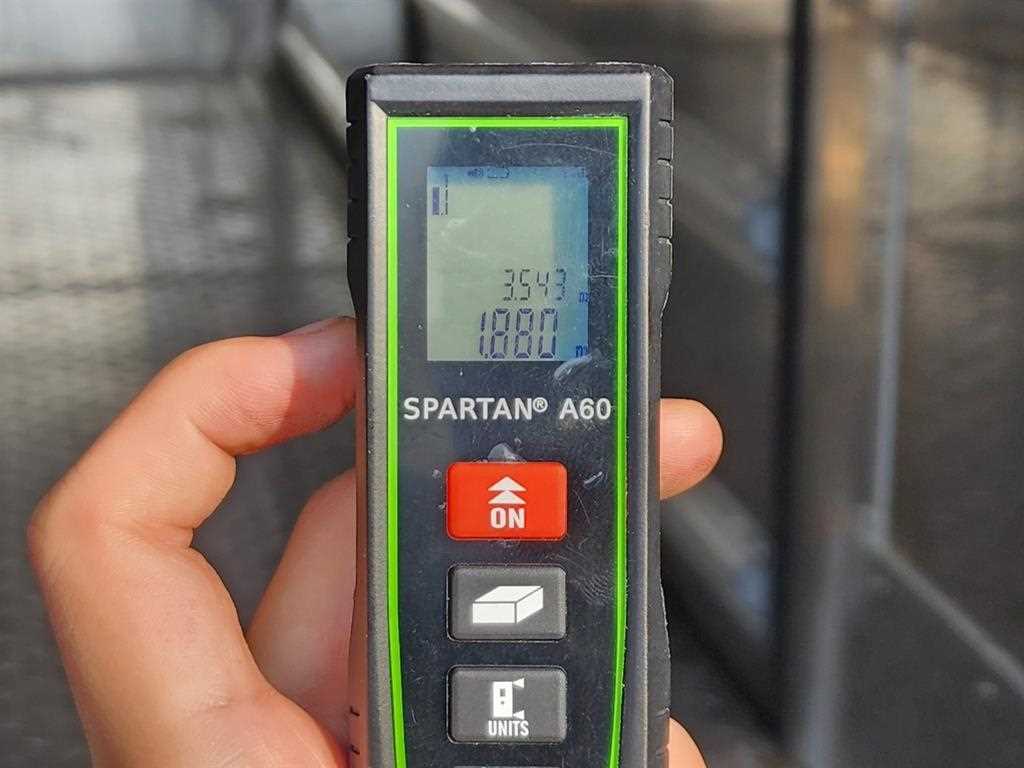 3.543 m
1.880 m
SPARTAN® A60
ON
UNITS